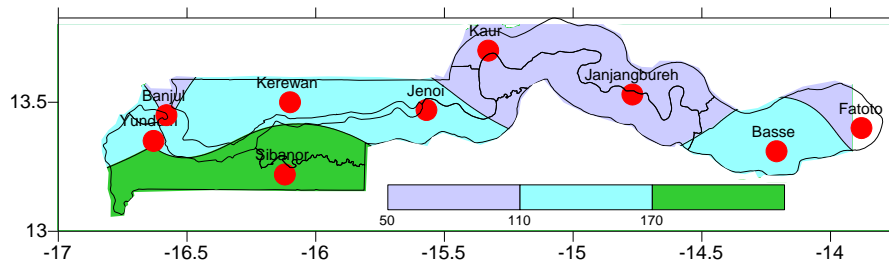 Kaur
Janjangbureh
Kerewan
Jenoi
Banjul
13.5
Fatoto
Basse
Sibanor
50
110
170
13
-17
-16.5
-16
-15.5
-15
-14.5
-14